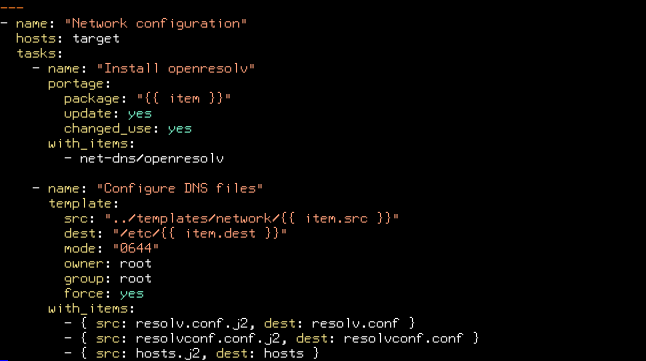 ---
- name: "Network configuration"
  hosts: target
  tasks:
    - name: "Install openresolv"
      portage:
        package: "{{ item }}"
        update: yes
        changed_use: yes
      with_items:
        - net-dns/openresolv

    - name: "Configure DNS files"
      template:
        src: "../templates/network/{{ item.src }}"
        dest: "/etc/{{ item.dest }}"
        mode: "0644"
        owner: root
        group: root
        force: yes
      with_items:
        - { src: resolv.conf.j2, dest: resolv.conf }
        - { src: resolvconf.conf.j2, dest: resolvconf.conf }
        - { src: hosts.j2, dest: hosts }